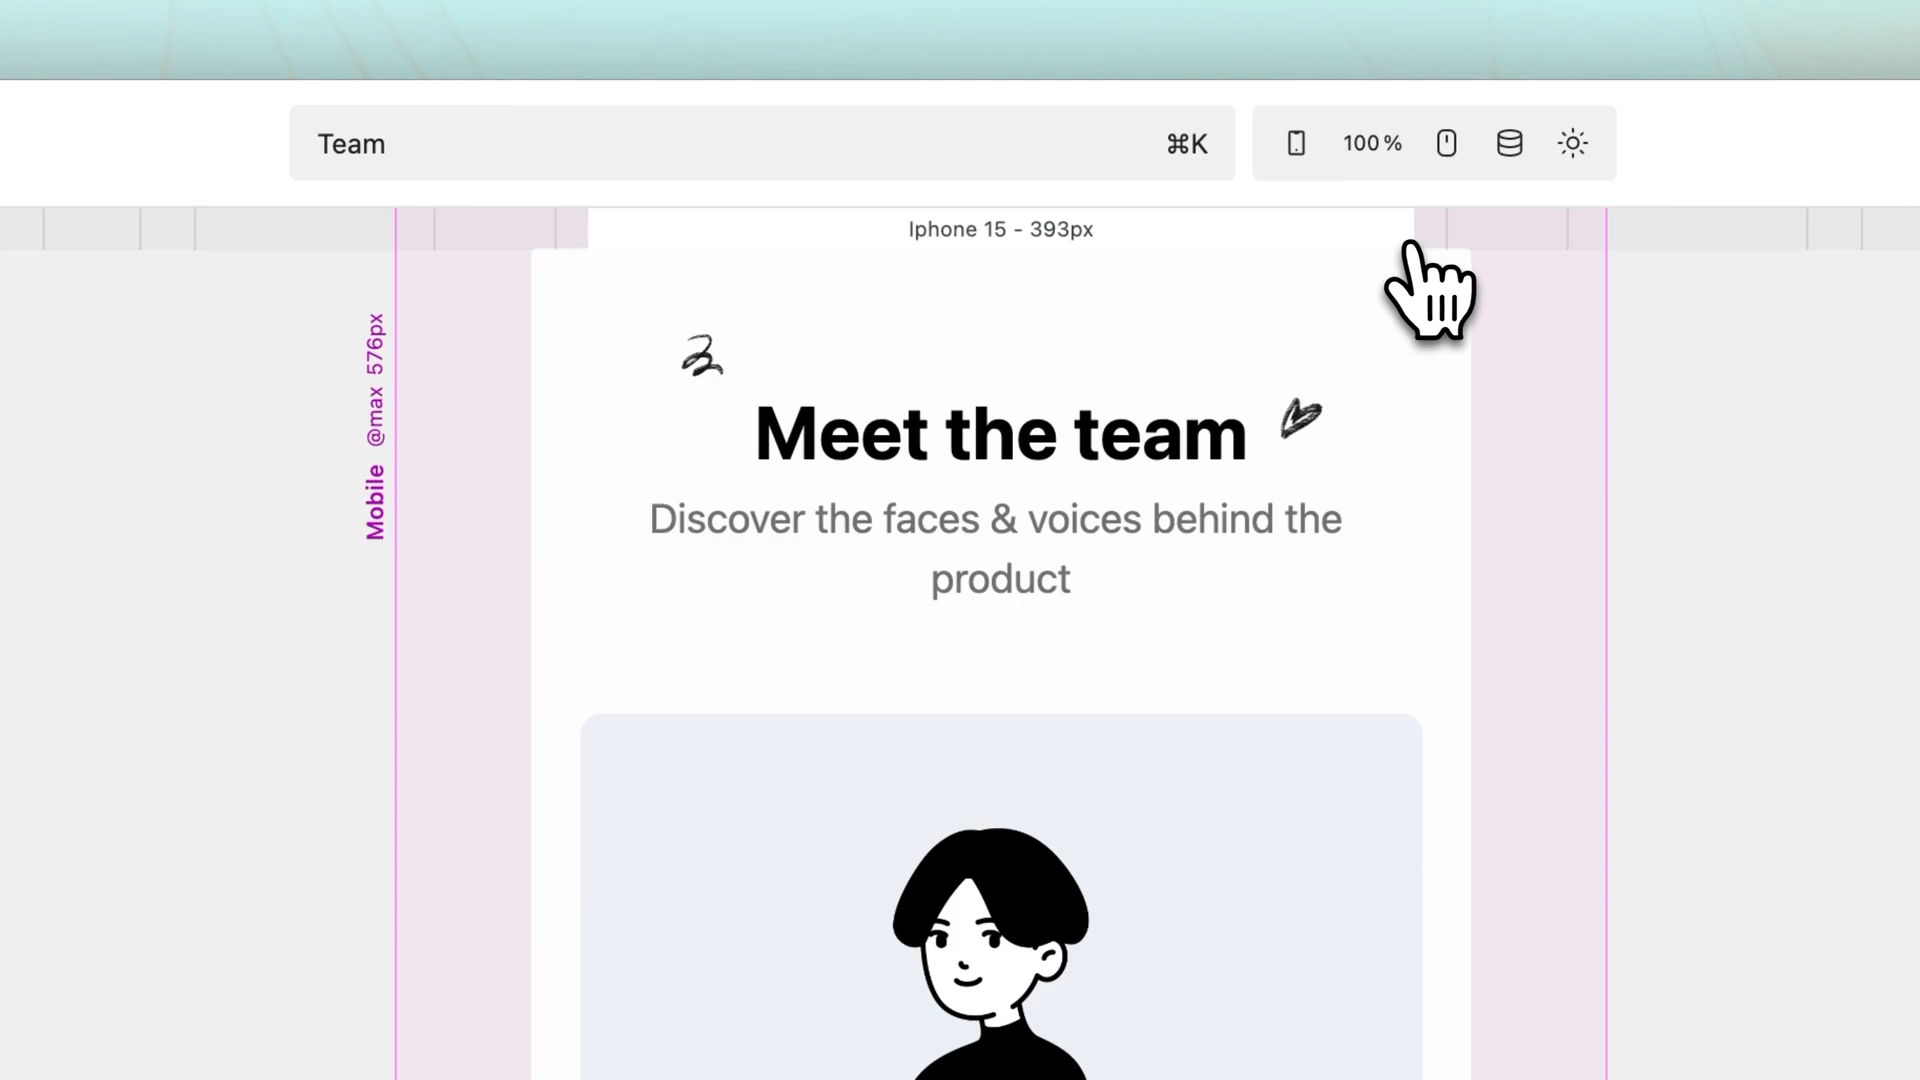 Team ⌘K
100%
Iphone 15 - 393px
Mobile @max 576px
Meet the team
Discover the faces & voices behind the
product